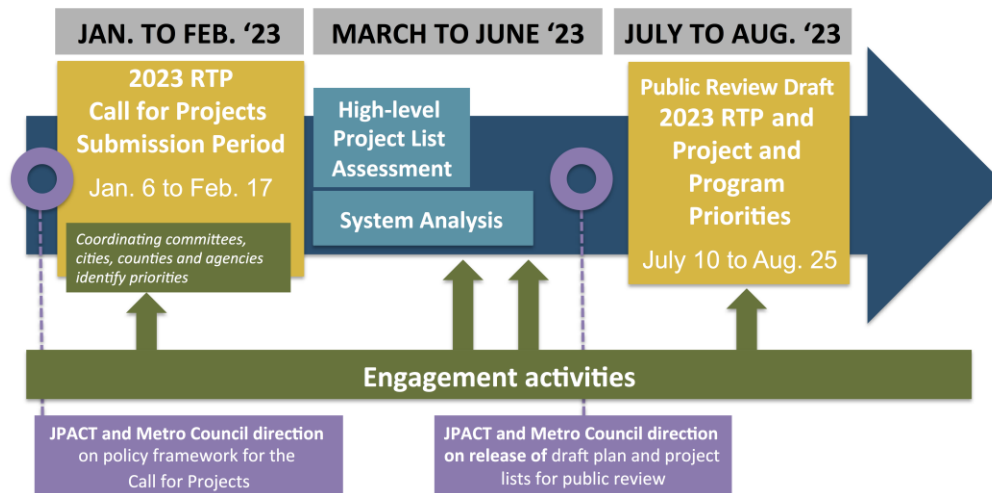 JAN. TO FEB. ‘23
MARCH TO JUNE ‘23
JULY TO AUG. ‘23
2023 RTP
Call for Projects
Submission Period
Jan. 6 to Feb. 17
Coordinating committees,
cities, counties and agencies
identify priorities
High-level
Project List
Assessment
System Analysis
Public Review Draft
2023 RTP and
Project and
Program
Priorities
July 10 to Aug. 25
Engagement activities
JPACT and Metro Council direction
on policy framework for the
Call for Projects
JPACT and Metro Council direction
on release of draft plan and project
lists for public review